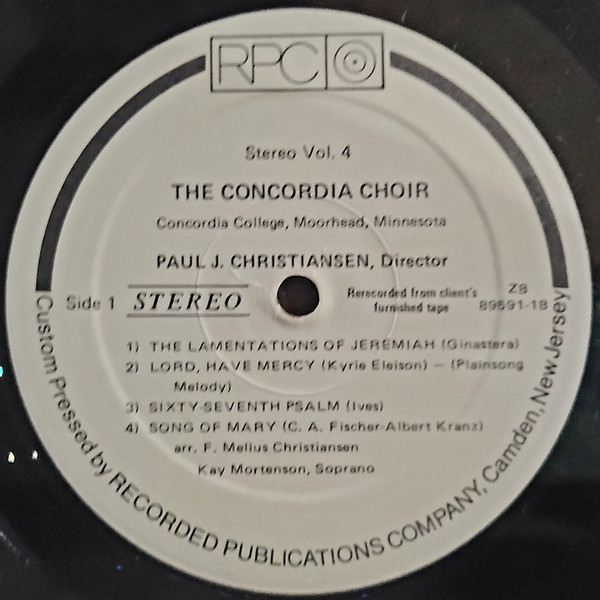 RPC
Stereo Vol. 4
THE CONCORDIA CHOIR
Concordia College, Moorhead, Minnesota
PAUL J. CHRISTIANSEN, Director
Side 1 STEREO
Rerecorded from client's
furnished tape
Z8
89591-1B
1) THE LAMENTATIONS OF JEREMIAH (Ginastera)
2) LORD, HAVE MERCY (Kyrie Eleison) – (Plainsong
Melody)
3) SIXTY-SEVENTH PSALM (Ives)
4) SONG OF MARY (C. A. Fischer-Albert Kranz)
arr. F. Melius Christiansen
Kay Mortenson, Soprano
Custom Pressed by RECORDED PUBLICATIONS COMPANY, Camden, New Jersey